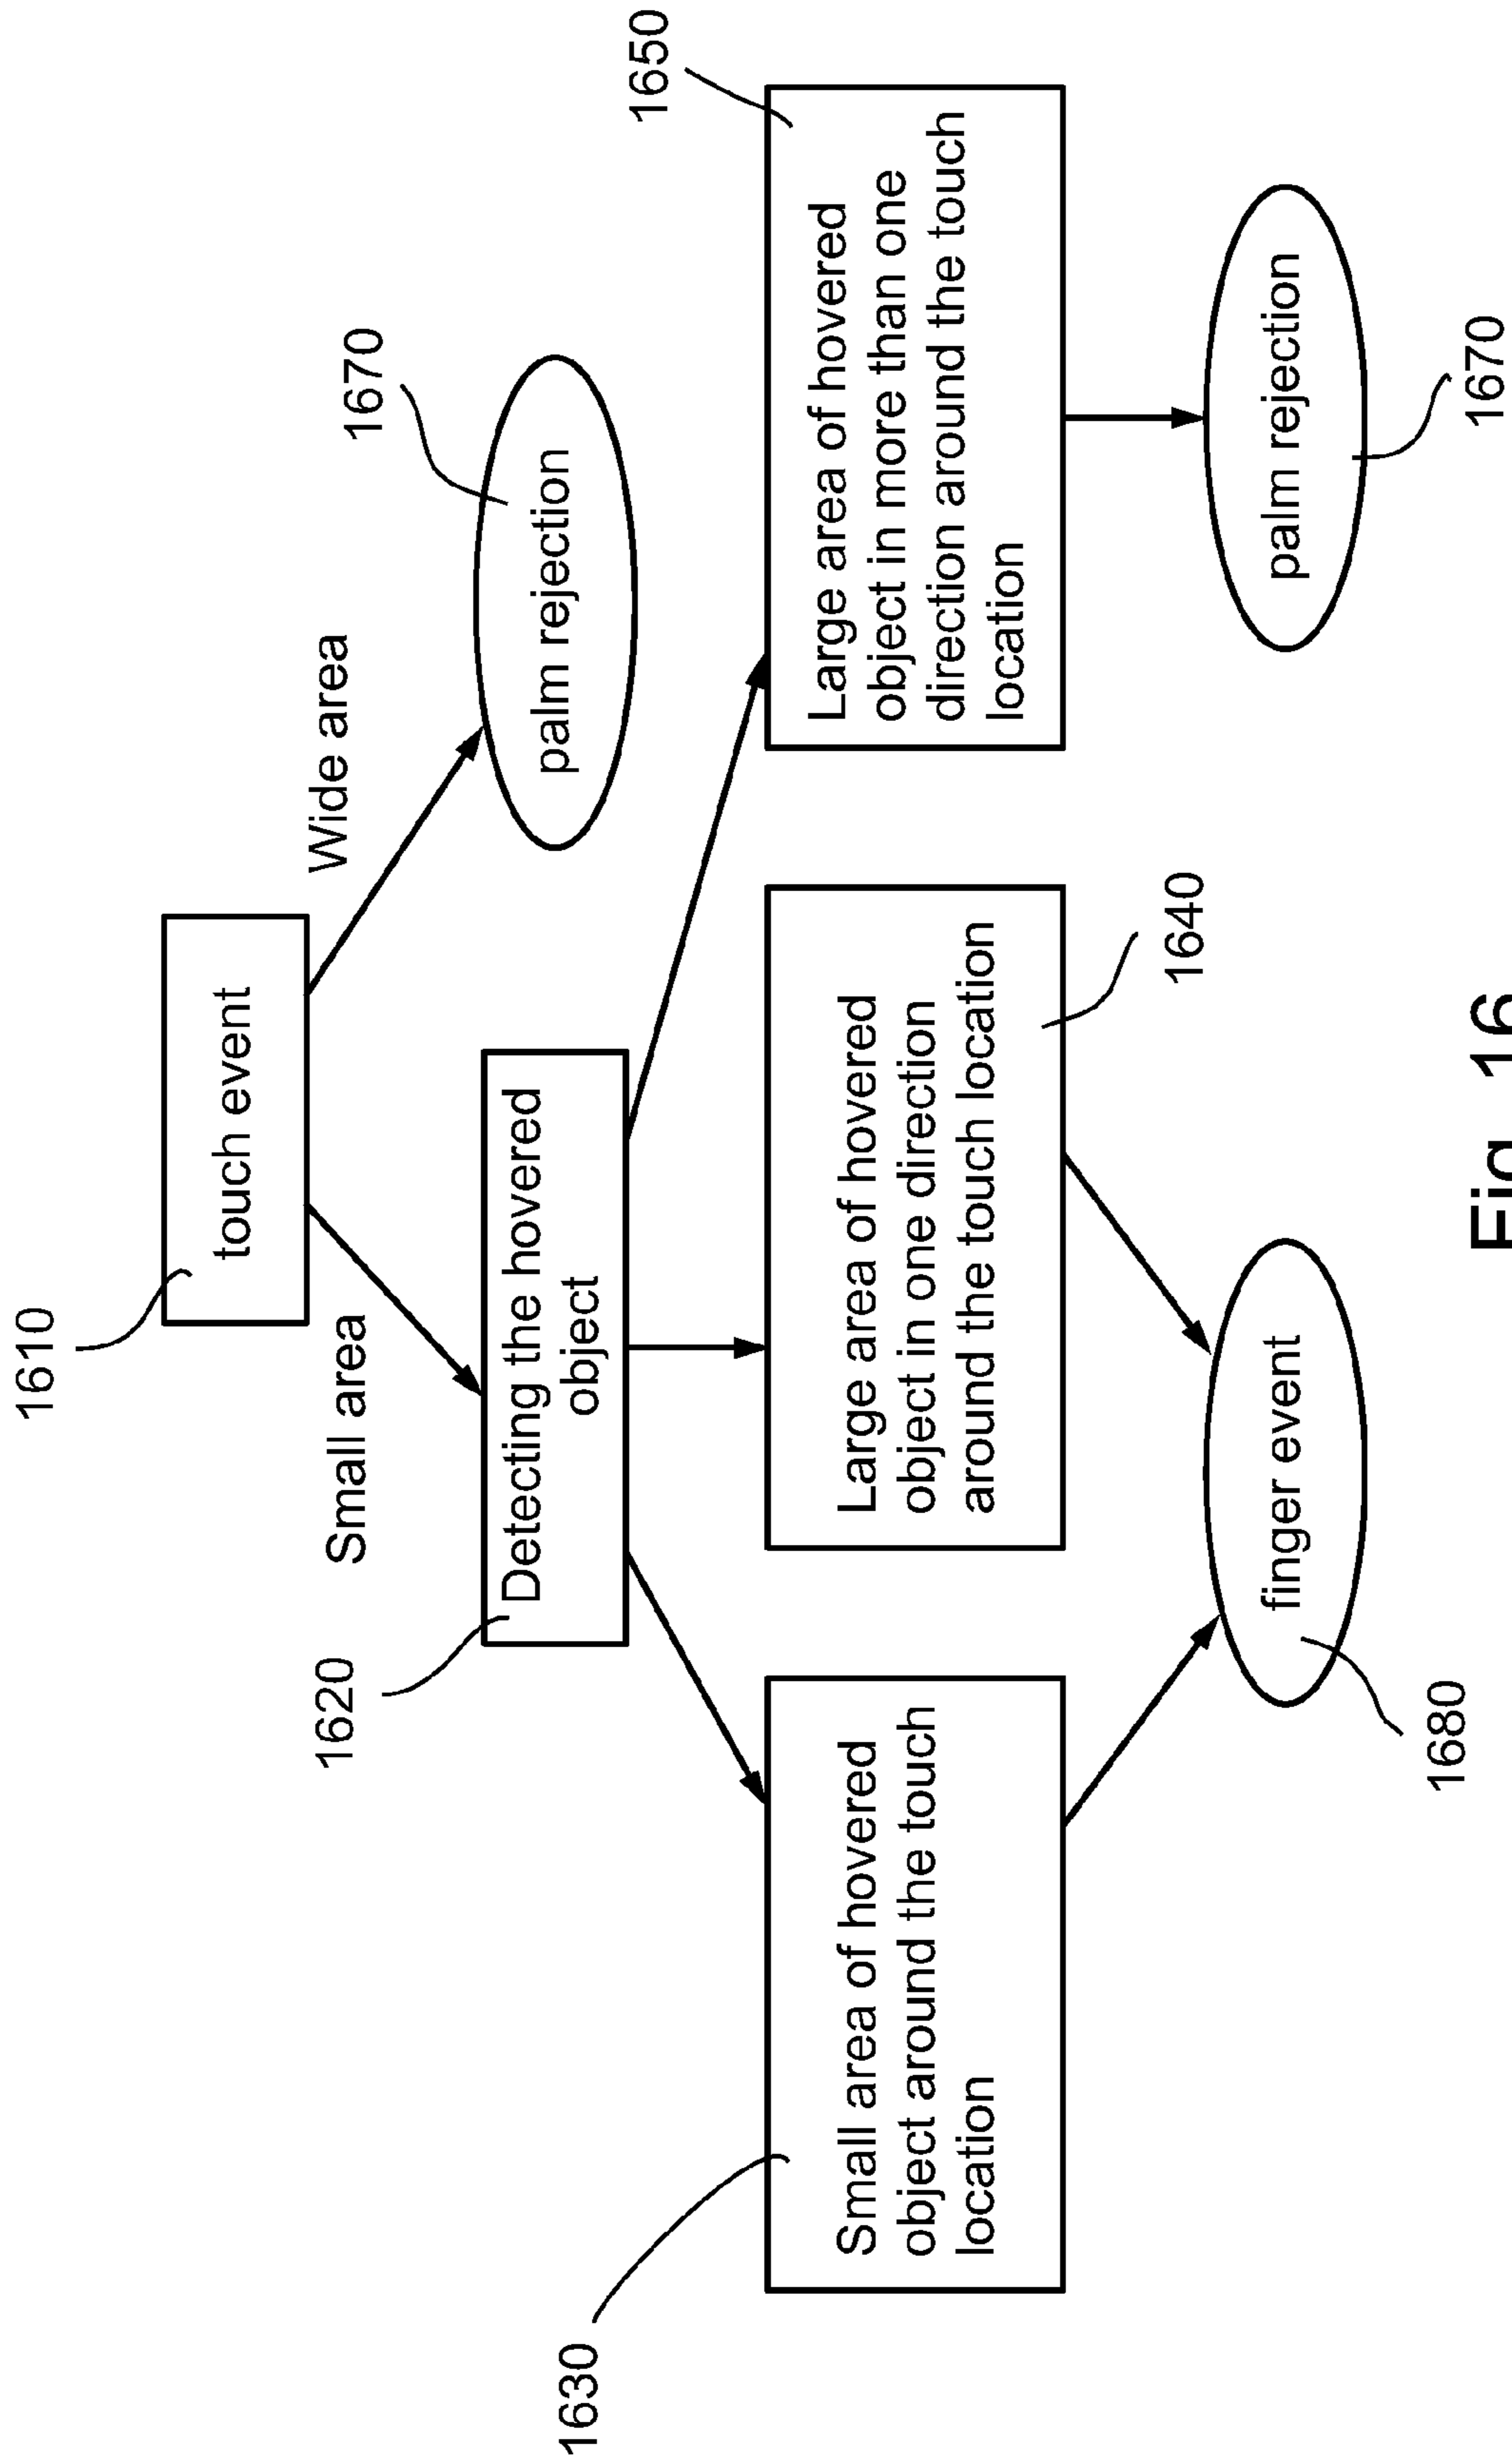 1610
touch event
Small area
Wide area
1620
Detecting the hovered
object
1670
palm rejection
1630
Small area of hovered
object around the touch
location
Large area of hovered
object in one direction
around the touch location
1640
1650
Large area of hovered
object in more than one
direction around the touch
location
finger event
1680
palm rejection
1670
Fig. 16